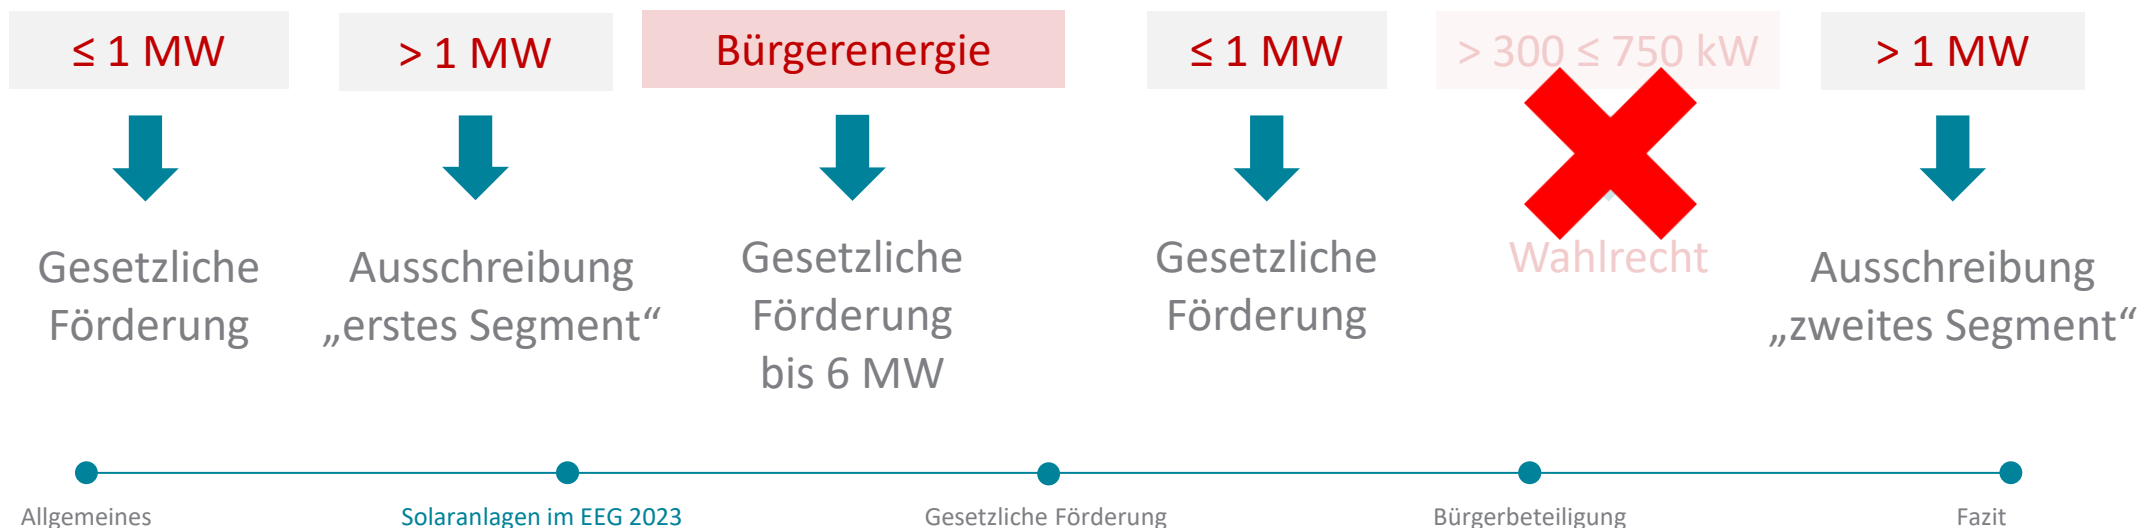 ≤ 1 MW
> 1 MW
Bürgerenergie
≤ 1 MW
> 300 ≤ 750 kW
> 1 MW
Gesetzliche
Förderung
Ausschreibung
„erstes Segment“
Gesetzliche
Förderung
bis 6 MW
Gesetzliche
Förderung
Wahlrecht
Ausschreibung
„zweites Segment“
Allgemeines
Solaranlagen im EEG 2023
Gesetzliche Förderung
Bürgerbeteiligung
Fazit